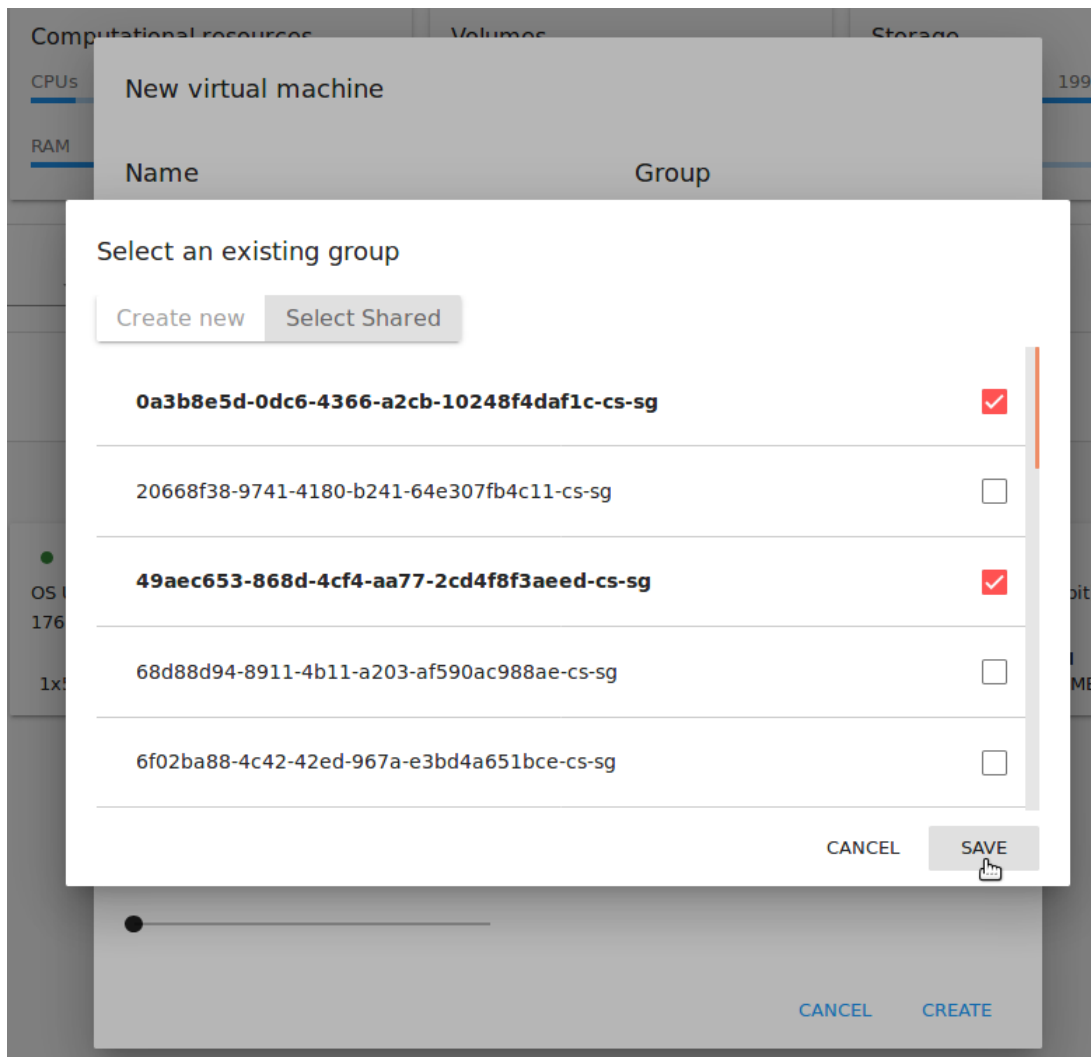 Computational resources
Volumes
Storage
CPUs
199
New virtual machine
RAM
Name
Group
Select an existing group
Create new
Select Shared
0a3b8e5d-0dc6-4366-a2cb-10248f4daf1c-cs-sg
20668f38-9741-4180-b241-64e307fb4c11-cs-sg
49aec653-868d-4cf4-aa77-2cd4f8f3aeed-cs-sg
OS
176
68d88d94-8911-4b11-a203-af590ac988ae-cs-sg
1x
6f02ba88-4c42-42ed-967a-e3bd4a651bce-cs-sg
CANCEL
SAVE
CANCEL
CREATE